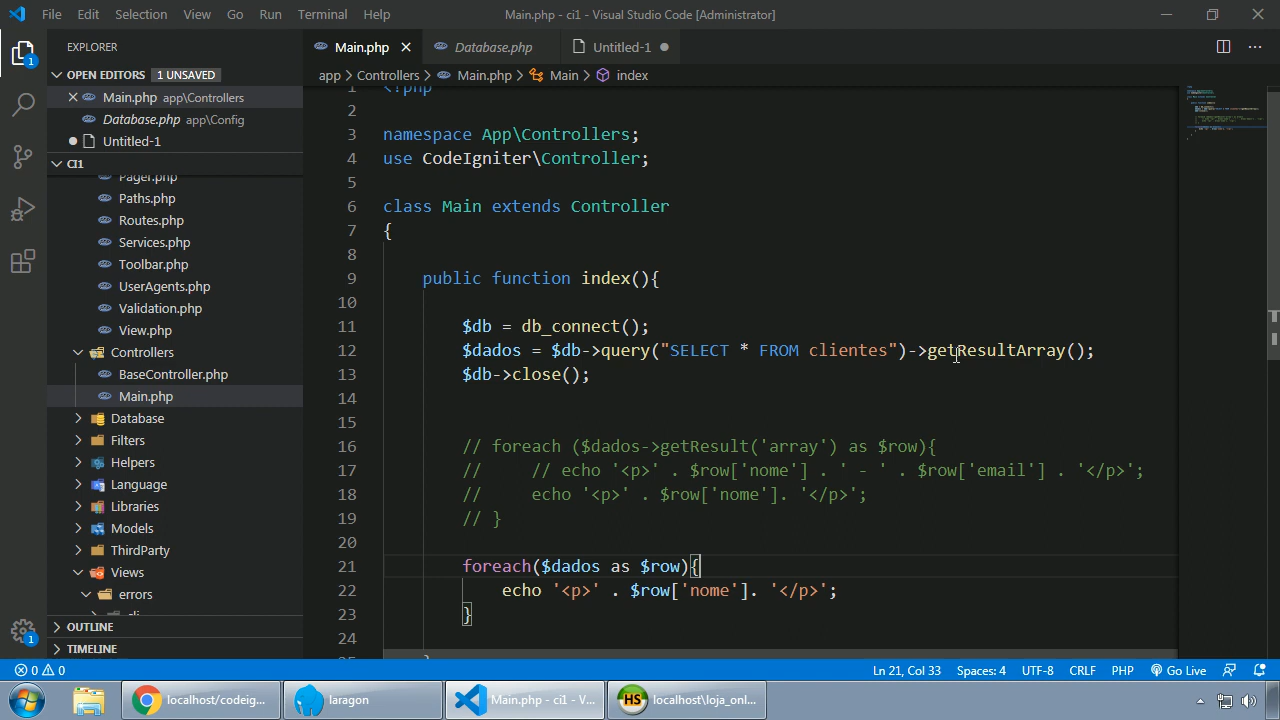 File Edit Selection View Go Run Terminal Help
Main.php - ci1 - Visual Studio Code [Administrator]
EXPLORER
Main.php
Database.php
Untitled-1
OPEN EDITORS 1 UNSAVED
Main.php app\Controllers
Database.php app\Config
Untitled-1
CI1
Pager.php
Paths.php
Routes.php
Services.php
Toolbar.php
UserAgents.php
Validation.php
View.php
Controllers
BaseController.php
Main.php
Database
Filters
Helpers
Language
Libraries
Models
ThirdParty
Views
errors
cli
OUTLINE
TIMELINE
app > Controllers > Main.php > Main > index
1 <?php
2
3 namespace App\Controllers;
4 use CodeIgniter\Controller;
5
6 class Main extends Controller
7 {
8
9 public function index(){
10
11 $db = db_connect();
12 $dados = $db->query("SELECT * FROM clientes")->getResultArray();
13 $db->close();
14
15
16 // foreach ($dados->getResult('array') as $row){
17 // // echo '<p>' . $row['nome'] . ' - ' . $row['email'] . '</p>';
18 // echo '<p>' . $row['nome']. '</p>';
19 // }
20
21 foreach($dados as $row){
22 echo '<p>' . $row['nome']. '</p>';
23 }
24
25 }
0 0
Ln 21, Col 33 Spaces: 4 UTF-8 CRLF PHP Go Live
localhost/codeig...
laragon
Main.php - ci1 - V...
HS localhost\loja_onl...
1
1